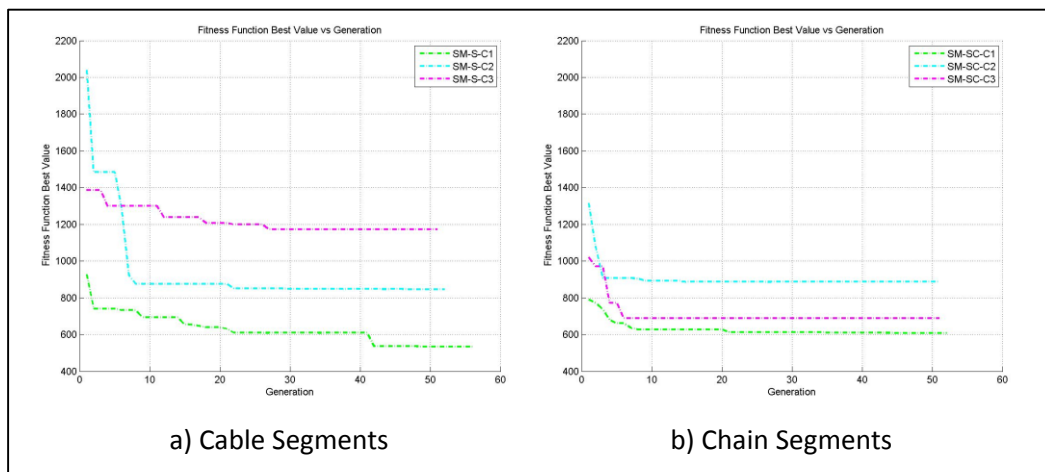 Fitness Function Best Value vs Generation
2200
2000
1800
1600
1400
1200
1000
800
600
400
Fitness Function Best Value
SM-S-C1
SM-S-C2
SM-S-C3
0 10 20 30 40 50 60
Generation
a) Cable Segments
Fitness Function Best Value vs Generation
2200
2000
1800
1600
1400
1200
1000
800
600
400
Fitness Function Best Value
SM-SC-C1
SM-SC-C2
SM-SC-C3
0 10 20 30 40 50 60
Generation
b) Chain Segments